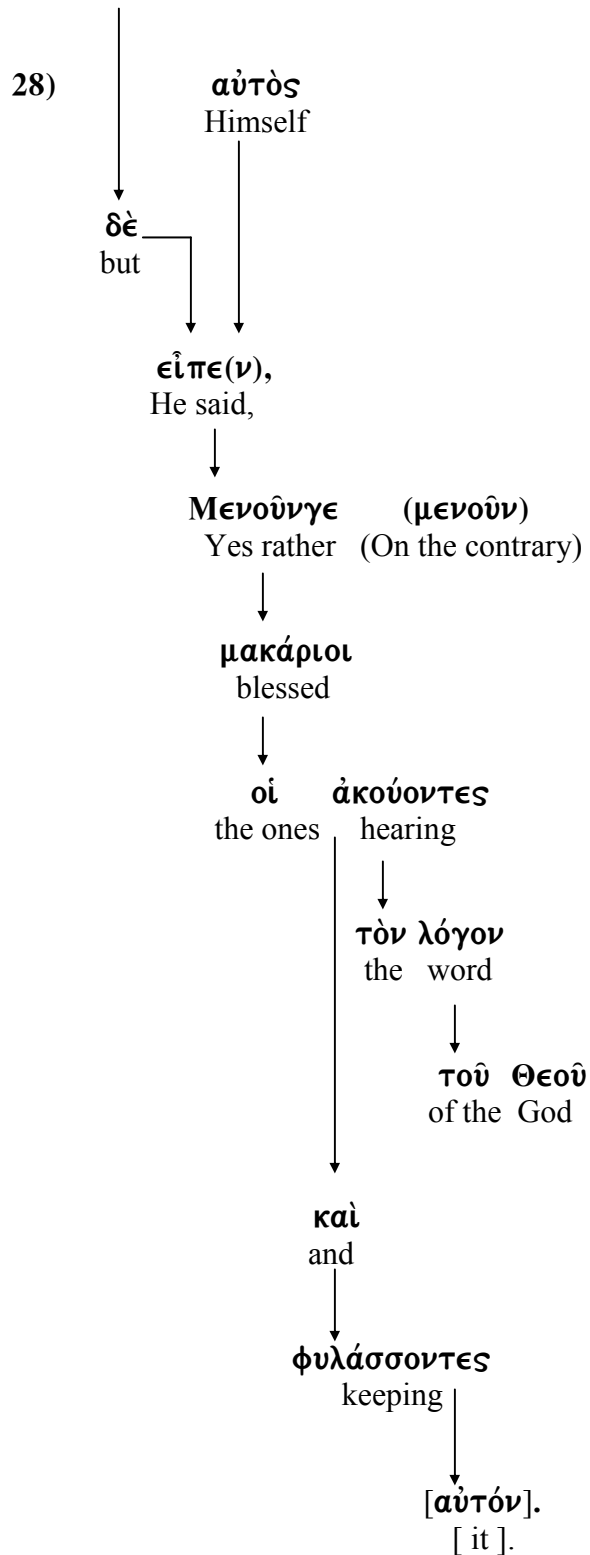 28) αὐτὸς
Himself
δὲ
but
εἶπε(ν),
He said,
Μενοῦνγε (μενοῦν)
Yes rather (On the contrary)
μακάριοι
blessed
οἱ ἀκούοντες
the ones hearing
τὸν λόγον
the word
τοῦ Θεοῦ
of the God
καὶ
and
φυλάσσοντες
keeping
[αὐτόν].
[ it ].